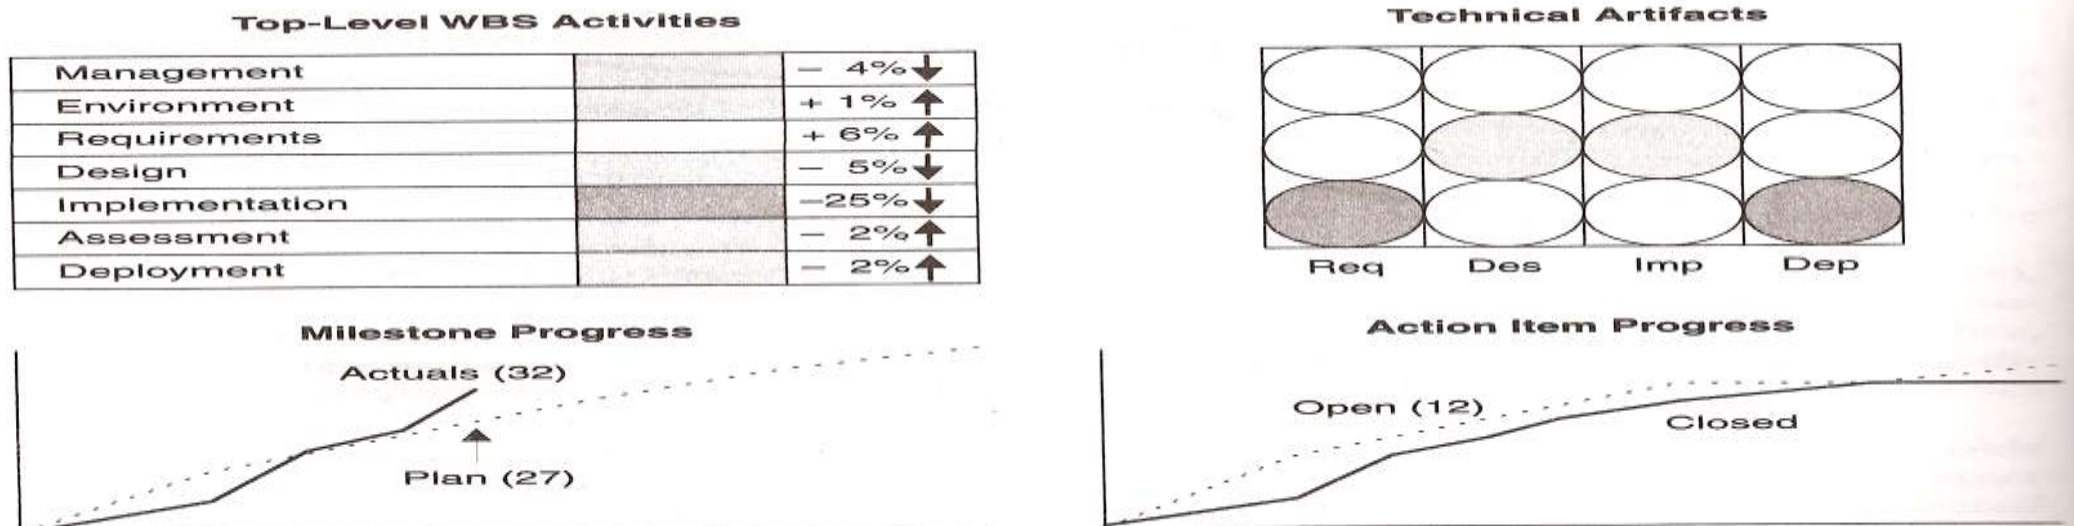 Top-Level WBS Activities
Management − 4%
Environment + 1%
Requirements + 6%
Design − 5%
Implementation −25%
Assessment − 2%
Deployment − 2%
Technical Artifacts
Req Des Imp Dep
Milestone Progress
Actuals (32)
Plan (27)
Action Item Progress
Open (12)
Closed